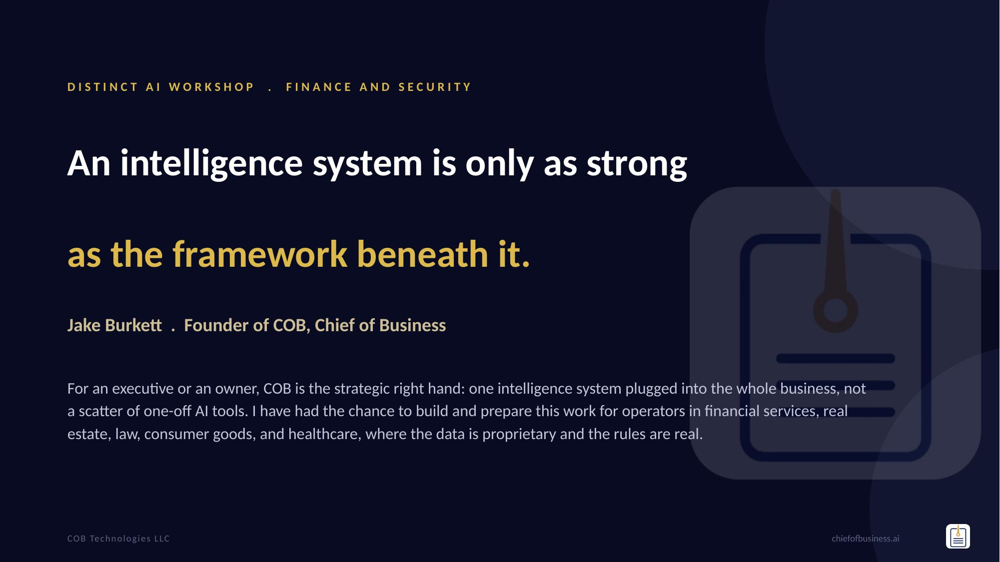 DISTINCT AI WORKSHOP . FINANCE AND SECURITY
An intelligence system is only as strong
as the framework beneath it.
Jake Burkett . Founder of COB, Chief of Business
For an executive or an owner, COB is the strategic right hand: one intelligence system plugged into the whole business, not
a scatter of one-off AI tools. I have had the chance to build and prepare this work for operators in financial services, real
estate, law, consumer goods, and healthcare, where the data is proprietary and the rules are real.
COB Technologies LLC
chiefofbusiness.ai